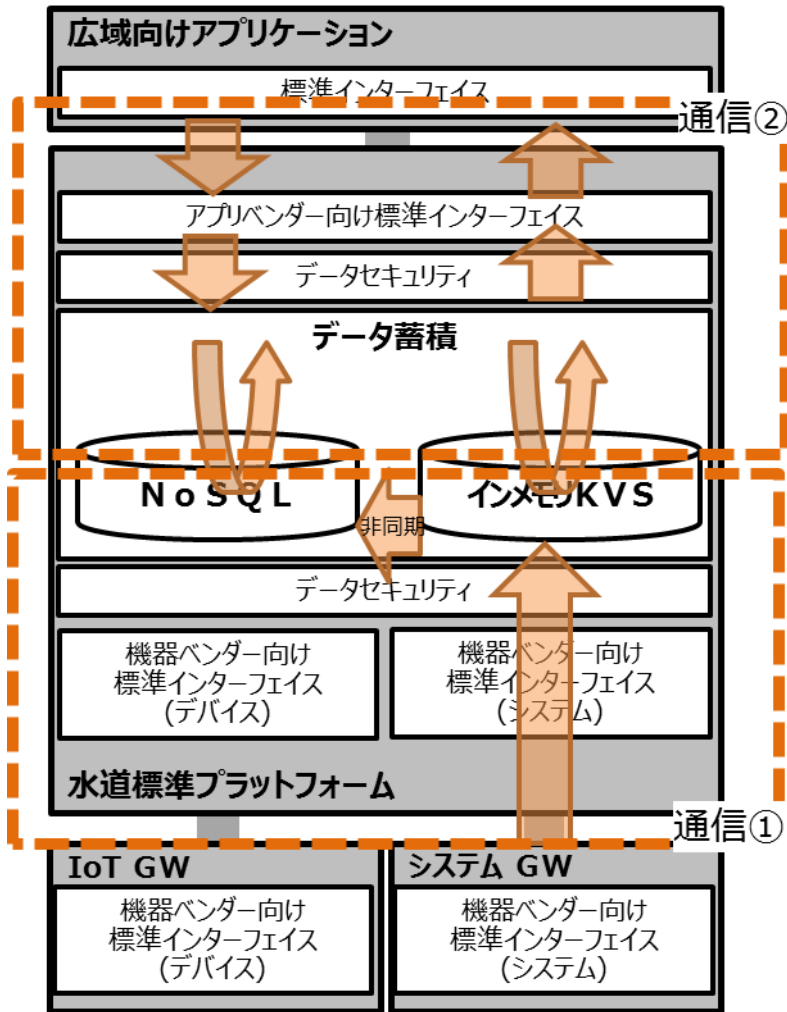 広域向けアプリケーション
標準インターフェイス
通信②
アプリベンダー向け標準インターフェイス
データセキュリティ
データ蓄積
NoSQL
インメモリKVS
非同期
データセキュリティ
機器ベンダー向け
標準インターフェイス
(デバイス)
機器ベンダー向け
標準インターフェイス
(システム)
水道標準プラットフォーム
通信①
IoT GW
機器ベンダー向け
標準インターフェイス
(デバイス)
システム GW
機器ベンダー向け
標準インターフェイス
(システム)